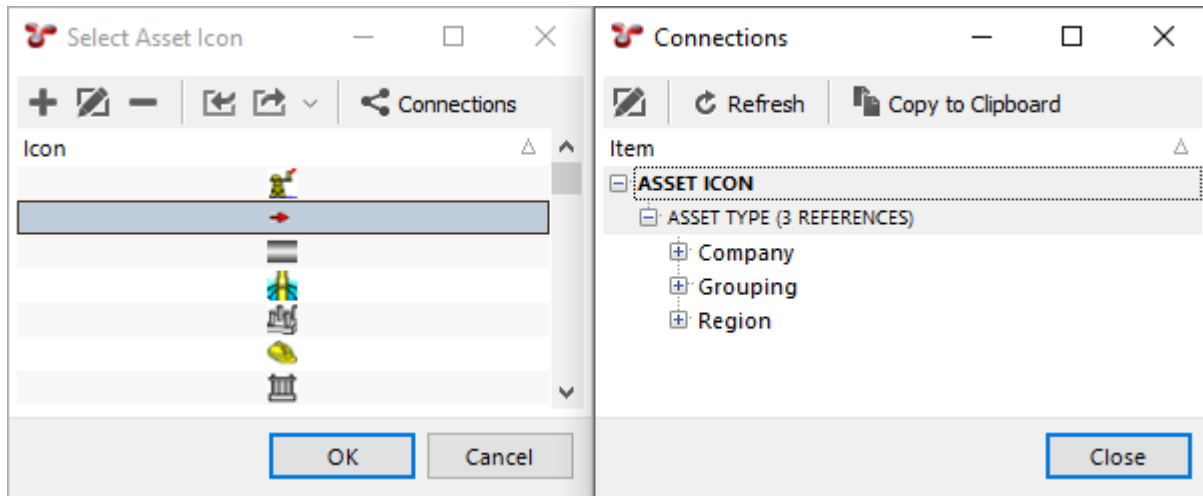 Select Asset Icon
Connections
Icon
OK
Cancel
Connections
Refresh
Copy to Clipboard
Item
ASSET ICON
ASSET TYPE (3 REFERENCES)
Company
Grouping
Region
Close